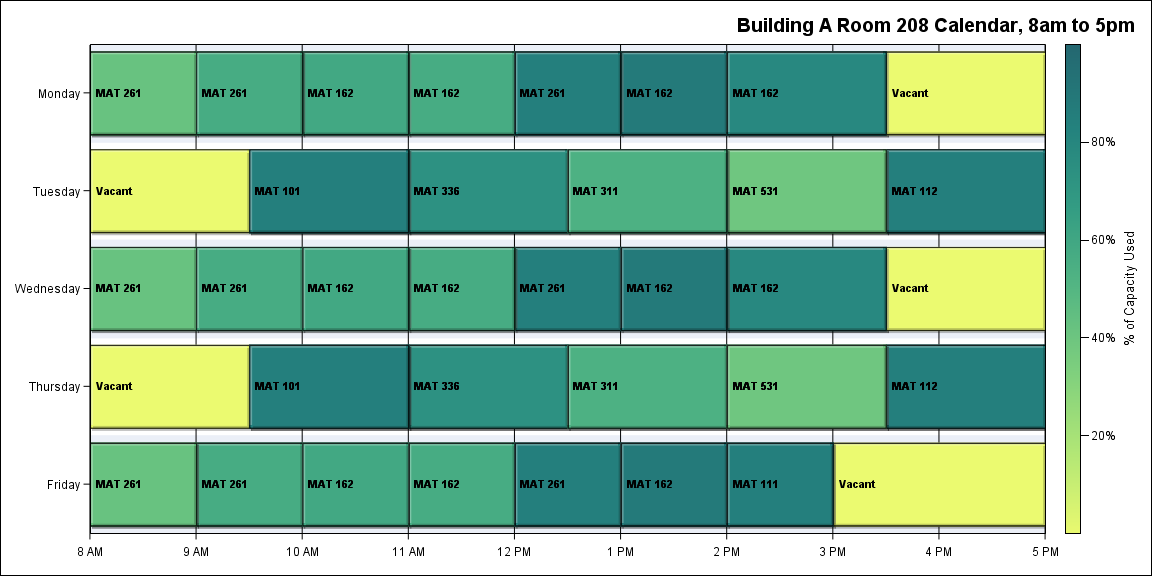 Building A Room 208 Calendar, 8am to 5pm
Monday
MAT 261
MAT 261
MAT 162
MAT 162
MAT 261
MAT 162
MAT 162
Vacant
Tuesday
Vacant
MAT 101
MAT 336
MAT 311
MAT 531
MAT 112
Wednesday
MAT 261
MAT 261
MAT 162
MAT 162
MAT 261
MAT 162
MAT 162
Vacant
Thursday
Vacant
MAT 101
MAT 336
MAT 311
MAT 531
MAT 112
Friday
MAT 261
MAT 261
MAT 162
MAT 162
MAT 261
MAT 162
MAT 111
Vacant
8 AM
9 AM
10 AM
11 AM
12 PM
1 PM
2 PM
3 PM
4 PM
5 PM
80%
60%
40%
20%
% of Capacity Used